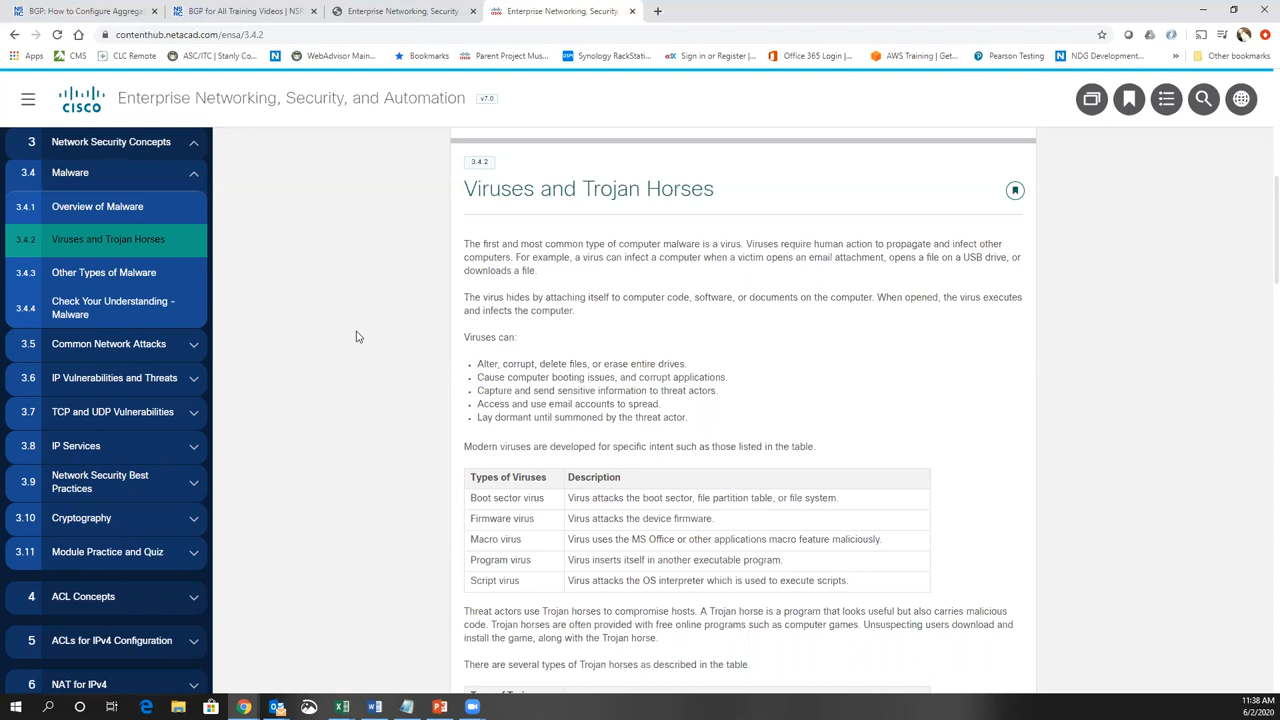 BGP: How to Configure Aggrega
BGP for All Training Videos | NSR
Enterprise Networking, Security,
Enterprise Networking, Security,
contenthub.netacad.com/ensa/3.4.2
Apps
CMS
CLC Remote
ASC/ITC | Stanly Co...
WebAdvisor Main...
Bookmarks
Parent Project Mus...
Synology RackStati...
Sign in or Register |...
Office 365 Login |...
AWS Training | Get...
Pearson Testing
NDG Development...
»
Other bookmarks
CISCO
Enterprise Networking, Security, and Automation
v7.0
3 Network Security Concepts
3.4 Malware
3.4.1 Overview of Malware
3.4.2 Viruses and Trojan Horses
3.4.3 Other Types of Malware
3.4.4 Check Your Understanding –
Malware
3.5 Common Network Attacks
3.6 IP Vulnerabilities and Threats
3.7 TCP and UDP Vulnerabilities
3.8 IP Services
3.9 Network Security Best
Practices
3.10 Cryptography
3.11 Module Practice and Quiz
4 ACL Concepts
5 ACLs for IPv4 Configuration
6 NAT for IPv4
3.4.2
Viruses and Trojan Horses
The first and most common type of computer malware is a virus. Viruses require human action to propagate and infect other
computers. For example, a virus can infect a computer when a victim opens an email attachment, opens a file on a USB drive, or
downloads a file.
The virus hides by attaching itself to computer code, software, or documents on the computer. When opened, the virus executes
and infects the computer.
Viruses can:
• Alter, corrupt, delete files, or erase entire drives.
• Cause computer booting issues, and corrupt applications.
• Capture and send sensitive information to threat actors.
• Access and use email accounts to spread.
• Lay dormant until summoned by the threat actor.
Modern viruses are developed for specific intent such as those listed in the table.
Types of Viruses Description
Boot sector virus Virus attacks the boot sector, file partition table, or file system.
Firmware virus Virus attacks the device firmware.
Macro virus Virus uses the MS Office or other applications macro feature maliciously.
Program virus Virus inserts itself in another executable program.
Script virus Virus attacks the OS interpreter which is used to execute scripts.
Threat actors use Trojan horses to compromise hosts. A Trojan horse is a program that looks useful but also carries malicious
code. Trojan horses are often provided with free online programs such as computer games. Unsuspecting users download and
install the game, along with the Trojan horse.
There are several types of Trojan horses as described in the table.
11:38 AM
6/2/2020